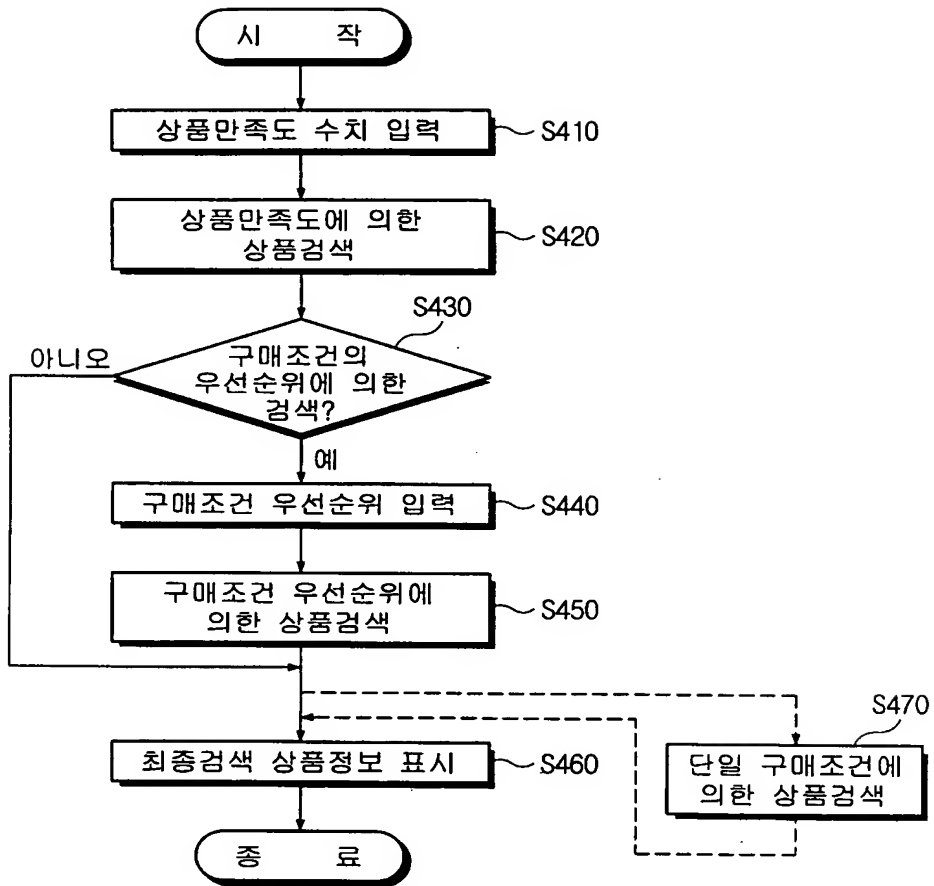 시 작
상품만족도 수치 입력
S410
상품만족도에 의한
상품검색
S420
S430
아니오
구매조건의
우선순위에 의한
검색?
예
구매조건 우선순위 입력
S440
구매조건 우선순위에
의한 상품검색
S450
S470
최종검색 상품정보 표시
S460
단일 구매조건에
의한 상품검색
종 료